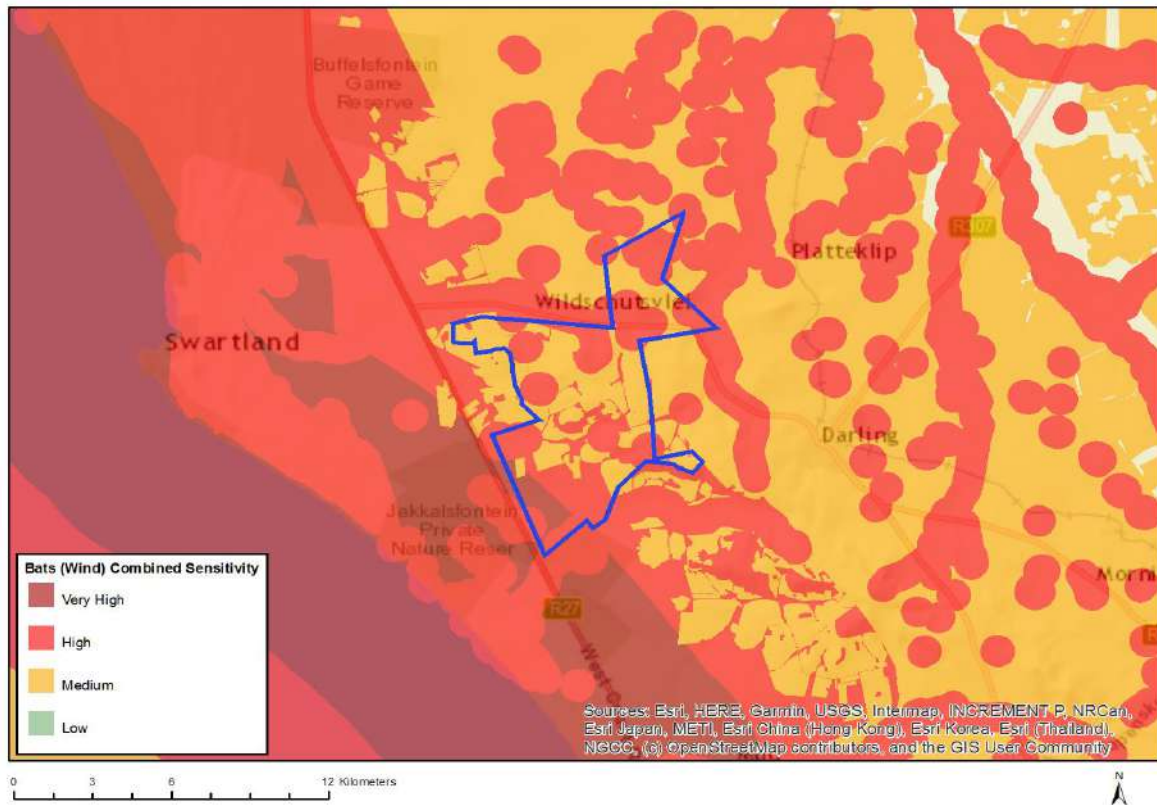 Buffelsfontein
Game
Reserve
R307
Platteklip
Wildschutsvlei
Swartland
Darling
Jakkalsfontein
Private
Nature Reser
Morni
R27
West-C
Bats (Wind) Combined Sensitivity
Very High
High
Medium
Low
Sources: Esri, HERE, Garmin, USGS, Intermap, INCREMENT P, NRCan,
Esri Japan, METI, Esri China (Hong Kong), Esri Korea, Esri (Thailand),
NGCC, (c) OpenStreetMap contributors, and the GIS User Community
0 3 6 12 Kilometers
N